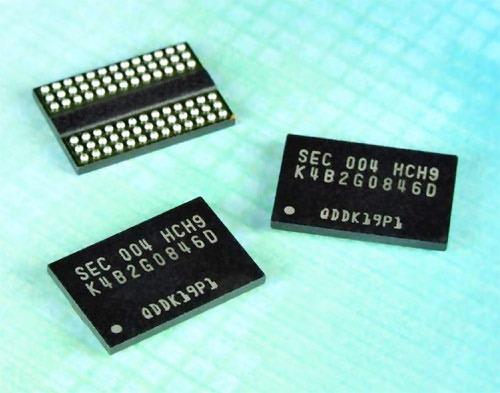 SEC 004 HCH9
K4B2G0846D
QDDK19P1
SEC 004 HCH9
K4B2G0846D
QDDK19P1